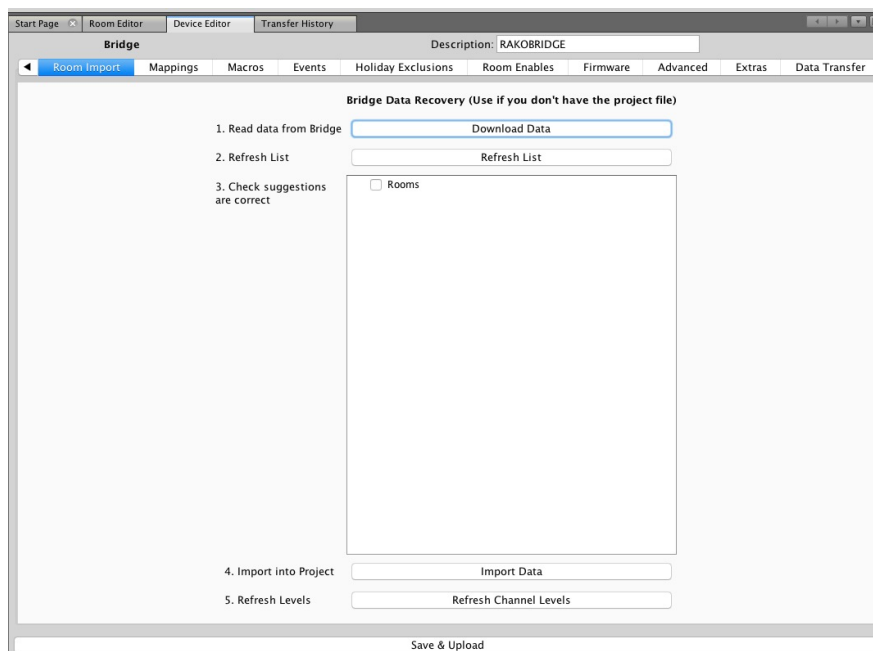 Start Page Room Editor Device Editor Transfer History
Bridge Description: RAKOBRIDGE
Room Import Mappings Macros Events Holiday Exclusions Room Enables Firmware Advanced Extras Data Transfer
Bridge Data Recovery (Use if you don't have the project file)
1. Read data from Bridge Download Data
2. Refresh List Refresh List
3. Check suggestions Rooms
are correct
4. Import into Project Import Data
5. Refresh Levels Refresh Channel Levels
Save & Upload